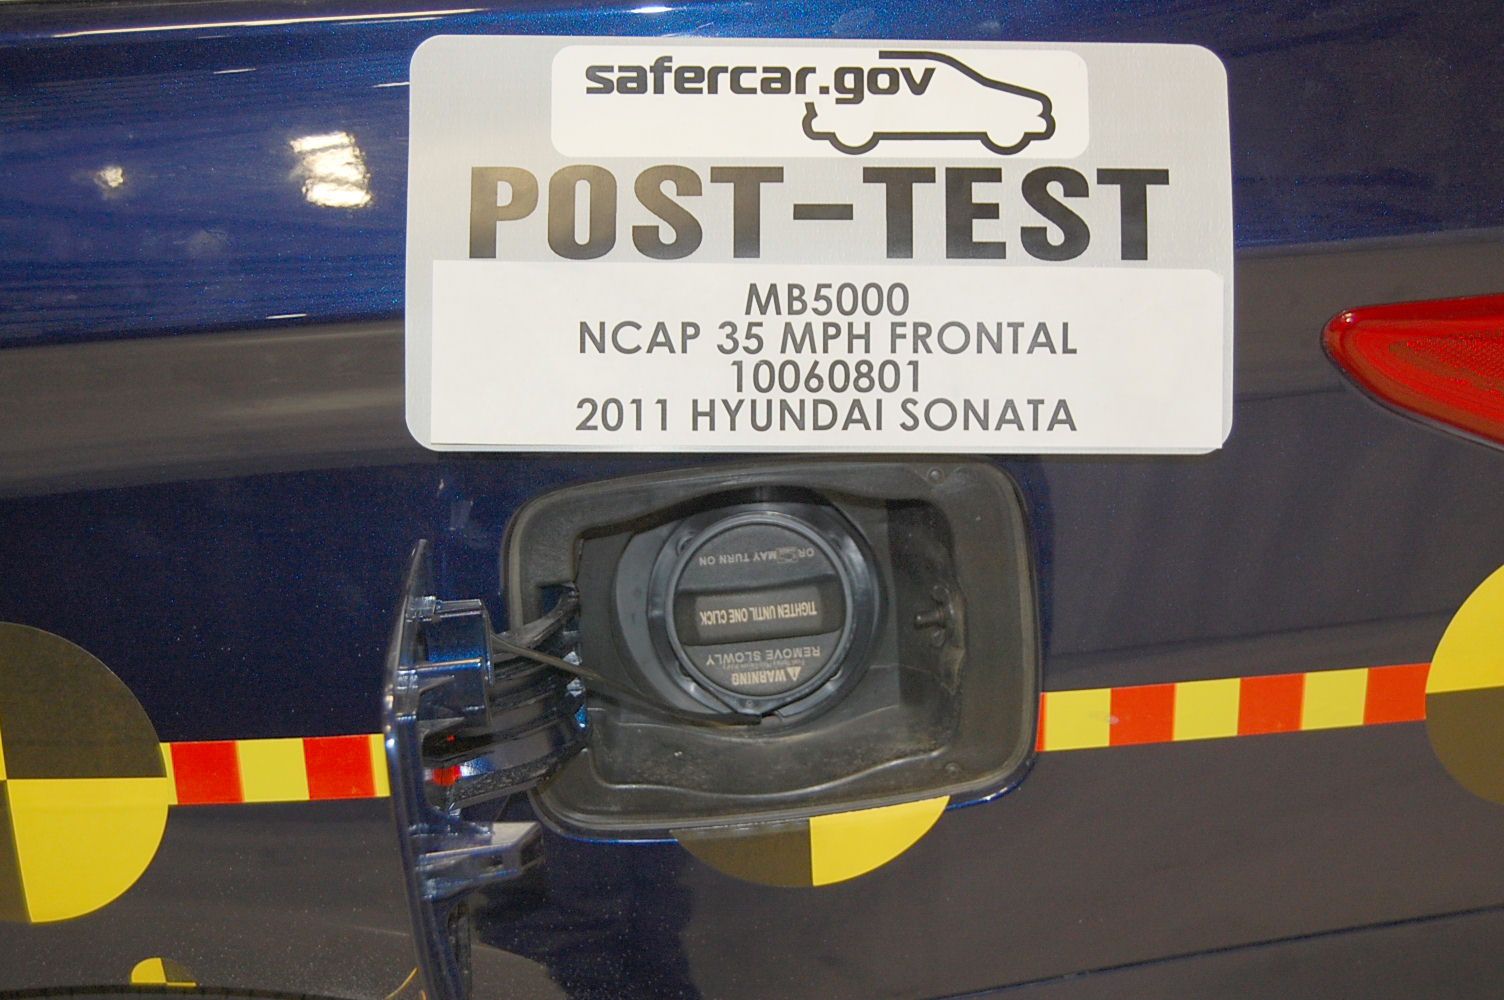 safercar.gov
POST-TEST
MB5000
NCAP 35 MPH FRONTAL
10060801
2011 HYUNDAI SONATA
WARNING
REMOVE SLOWLY
TIGHTEN UNTIL ONE CLICK
OR MAY TURN ON